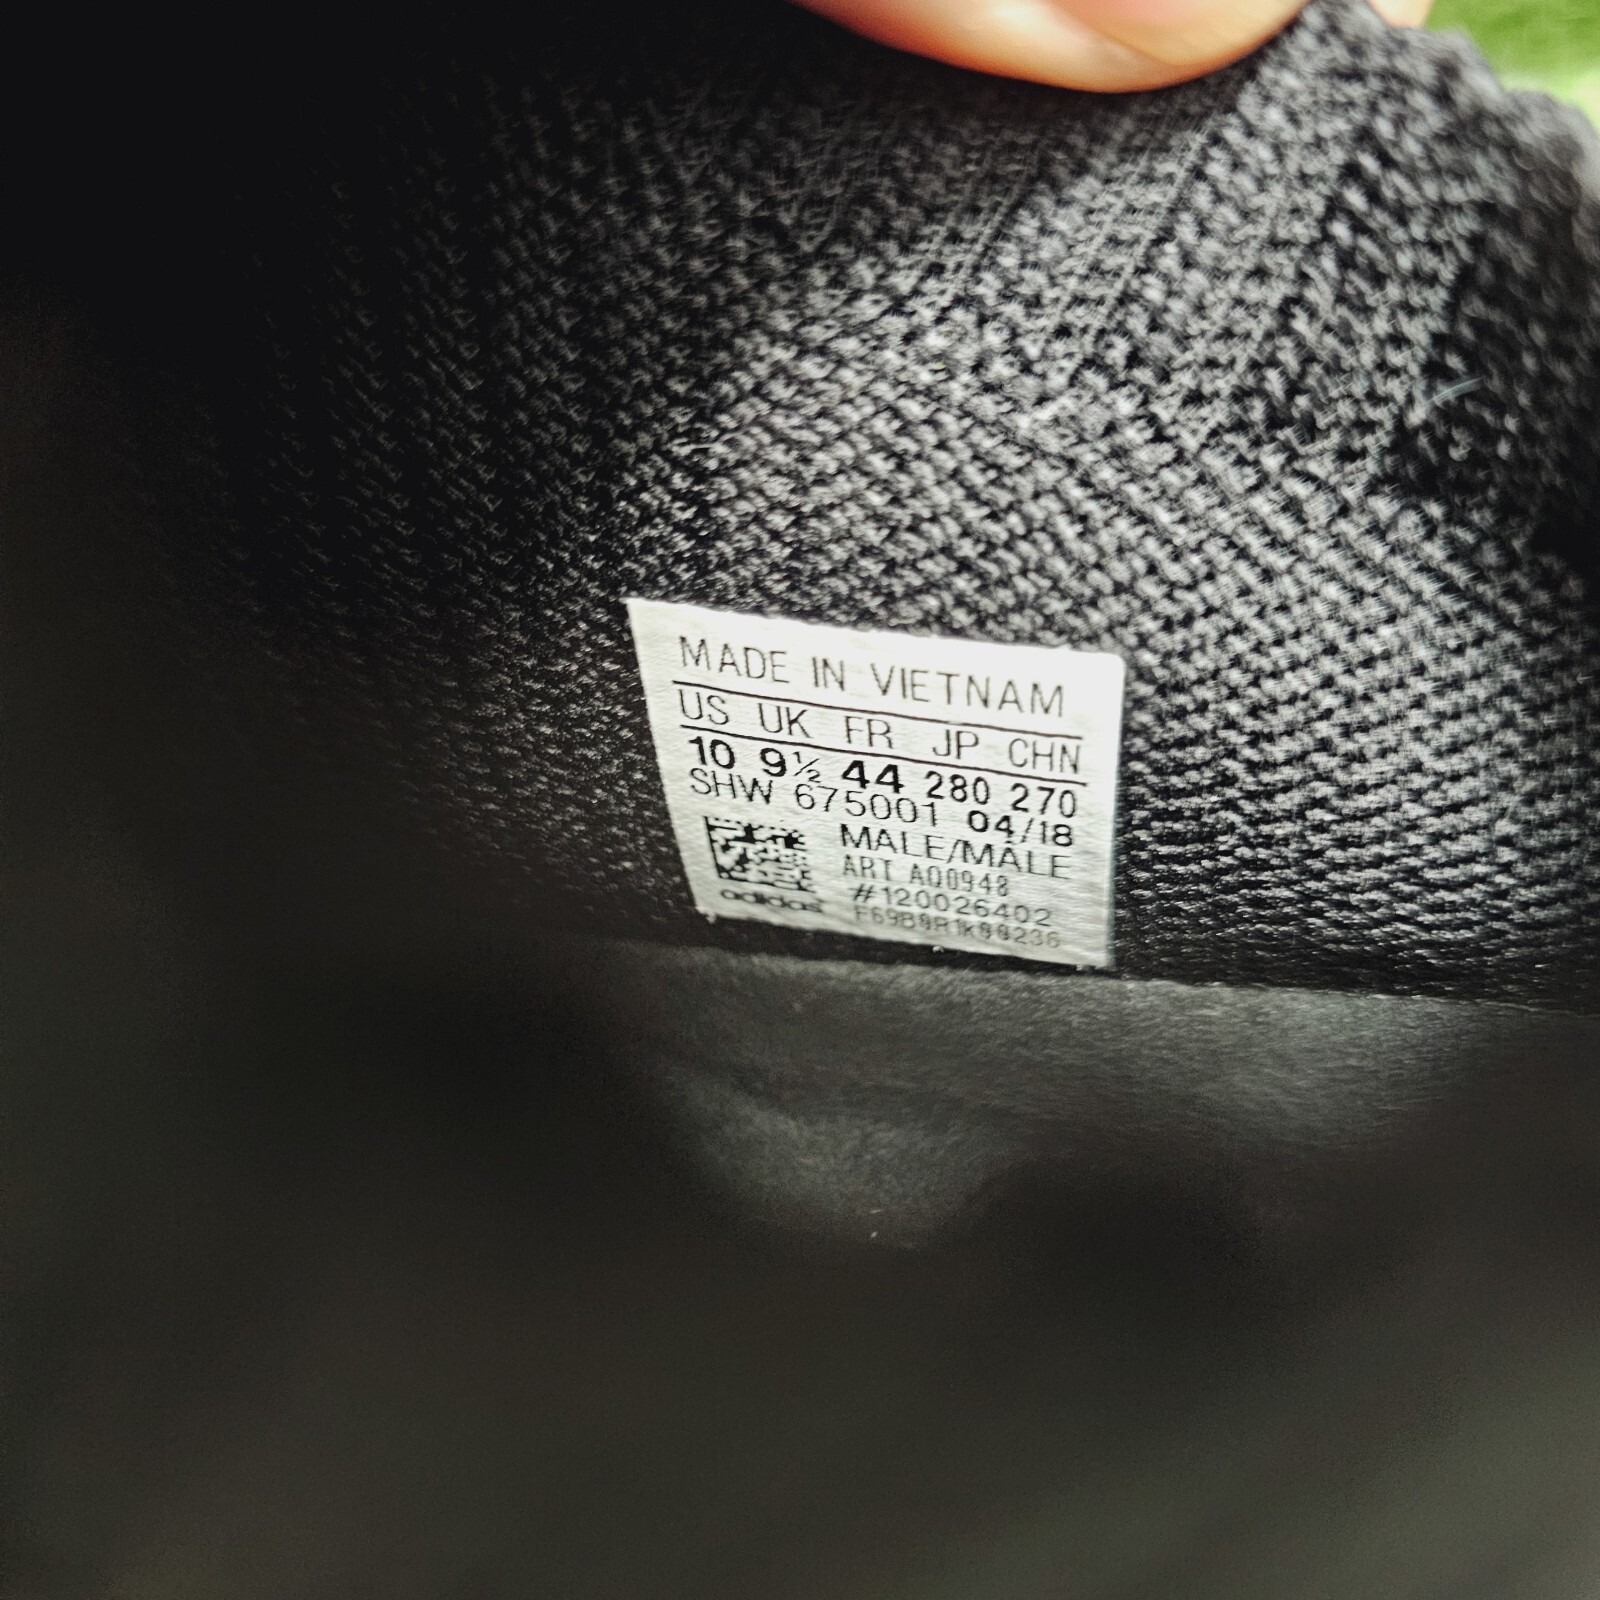 MADE IN VIETNAM
US UK FR JP CHN
10 9½ 44 280 270
SHW 675001 04/18
MALE/MALE
ART AQ0948
#120026402
adidas